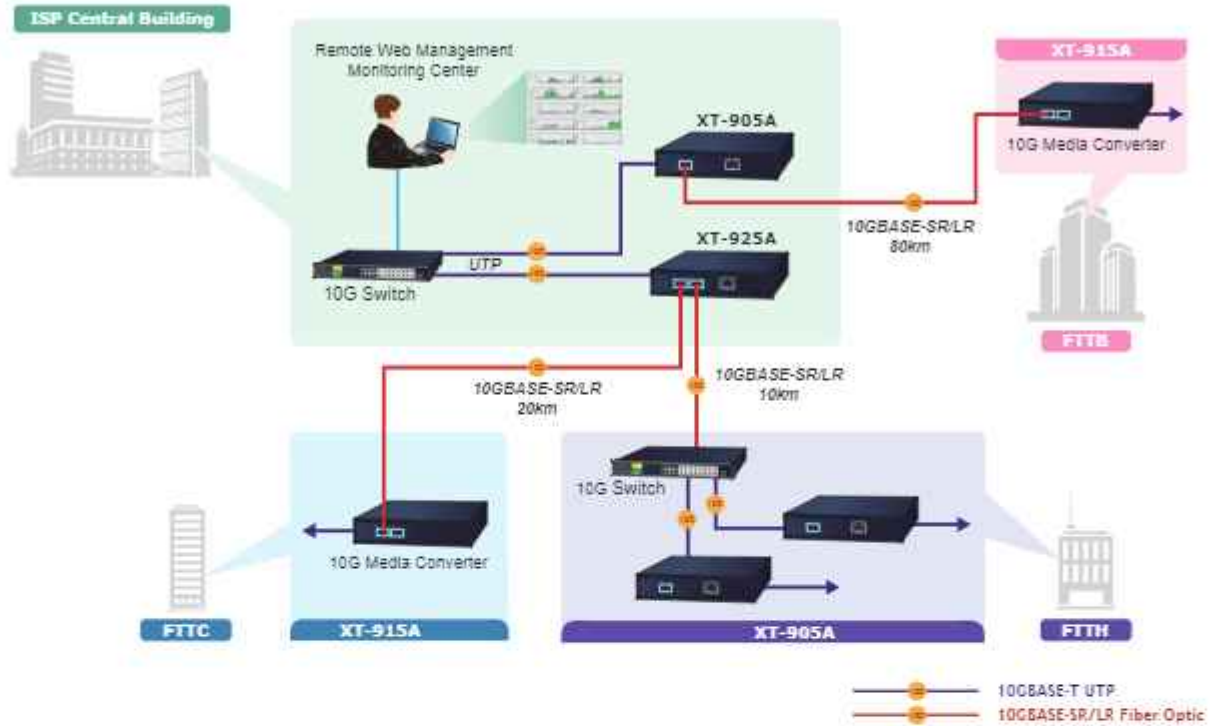 ISP Central Building
Remote Web Management
Monitoring Center
XT-905A
XT-915A
10G Media Converter
10GBASE-SR/LR
80km
XT-925A
UTP
10G Switch
FTTB
10GBASE-SR/LR
20km
10GBASE-SR/LR
10km
10G Switch
10G Media Converter
FTTC
XT-915A
XT-905A
FTTH
10GBASE-T UTP
10GBASE-SR/LR Fiber Optic